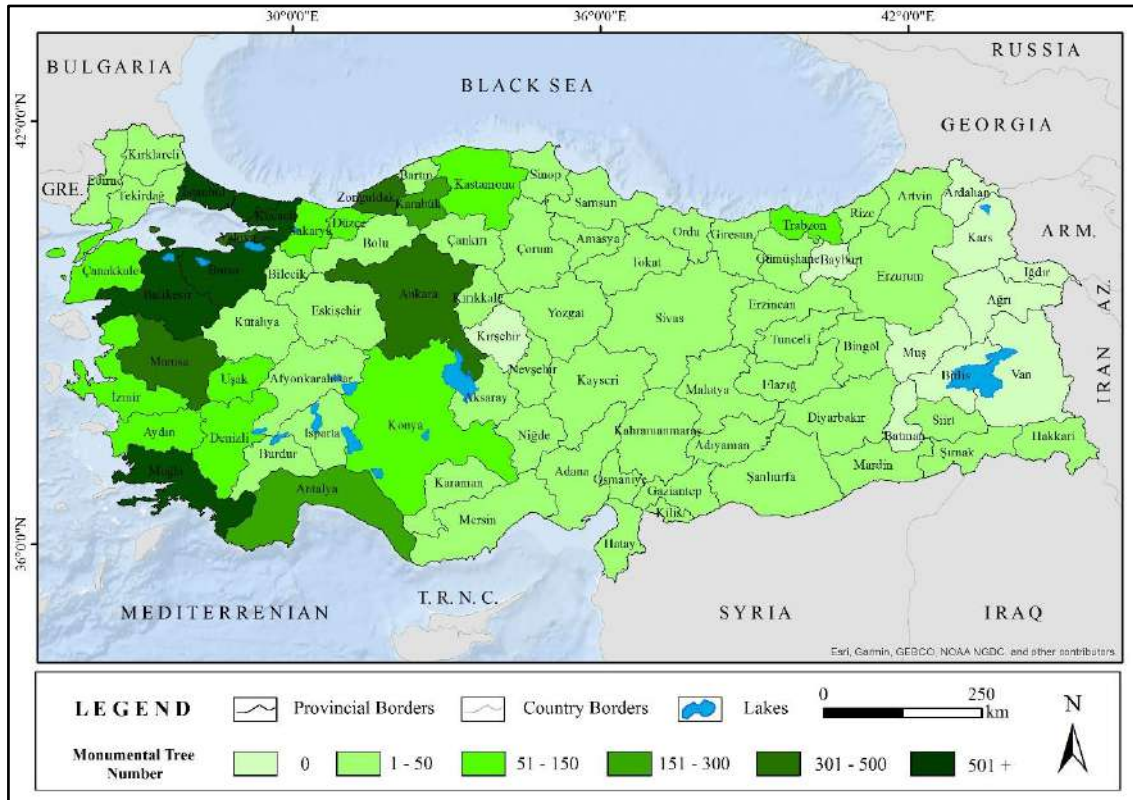 30°0'0"E
36°0'0"E
42°0'0"E
BULGARIA
BLACK SEA
RUSSIA
GEORGIA
42°0'0"N
36°0'0"N
GRE.
ARM.
AZ.
IRAN
Kırklareli
Edirne
Tekirdağ
İstanbul
Kocaeli
Yalova
Sakarya
Düzce
Zonguldak
Bartın
Karabük
Kastamonu
Sinop
Samsun
Ordu
Giresun
Trabzon
Rize
Artvin
Ardahan
Kars
Iğdır
Çanakkale
Balıkesir
Bursa
Bilecik
Bolu
Çankırı
Çorum
Amasya
Tokat
Gümüşhane
Bayburt
Erzurum
Ağrı
Kütahya
Eskişehir
Ankara
Kırıkkale
Yozgat
Sivas
Erzincan
Tunceli
Bingöl
Muş
Bitlis
Van
Manisa
Uşak
Afyonkarahisar
Kırşehir
Nevşehir
Kayseri
Malatya
Elazığ
Diyarbakır
Batman
Siirt
Hakkari
İzmir
Aydın
Denizli
Burdur
Isparta
Konya
Aksaray
Niğde
Kahramanmaraş
Adıyaman
Şanlıurfa
Mardin
Şırnak
Muğla
Antalya
Karaman
Mersin
Adana
Osmaniye
Gaziantep
Kilis
Hatay
MEDITERRENIAN
T. R. N. C.
SYRIA
IRAQ
Esri, Garmin, GEBCO, NOAA NGDC, and other contributors
LEGEND
Provincial Borders
Country Borders
Lakes
0
250
km
N
Monumental Tree
Number
0
1 - 50
51 - 150
151 - 300
301 - 500
501 +